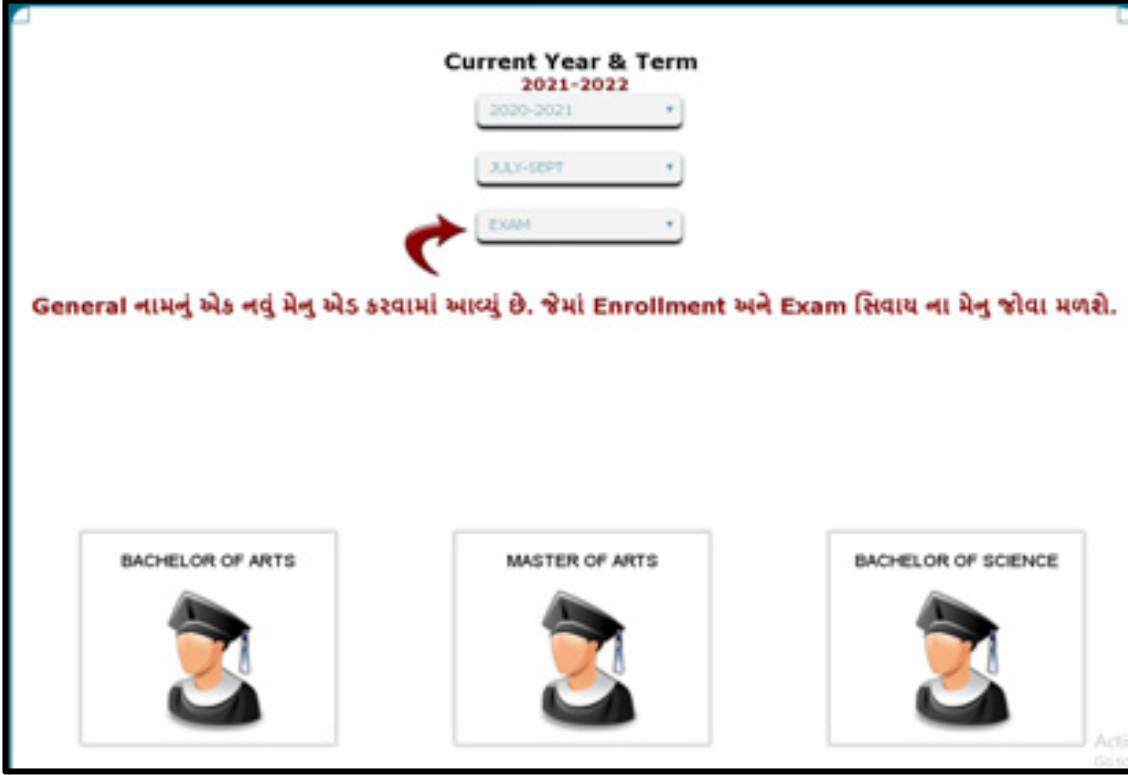 Current Year & Term
2021-2022
2020-2021
JULY-SEPT
EXAM
General નામનું એક નવું મેનુ એડ કરવામાં આવ્યું છે. જેમાં Enrollment અને Exam સિવાય ના મેનુ જોવા મળશે.
BACHELOR OF ARTS
MASTER OF ARTS
BACHELOR OF SCIENCE